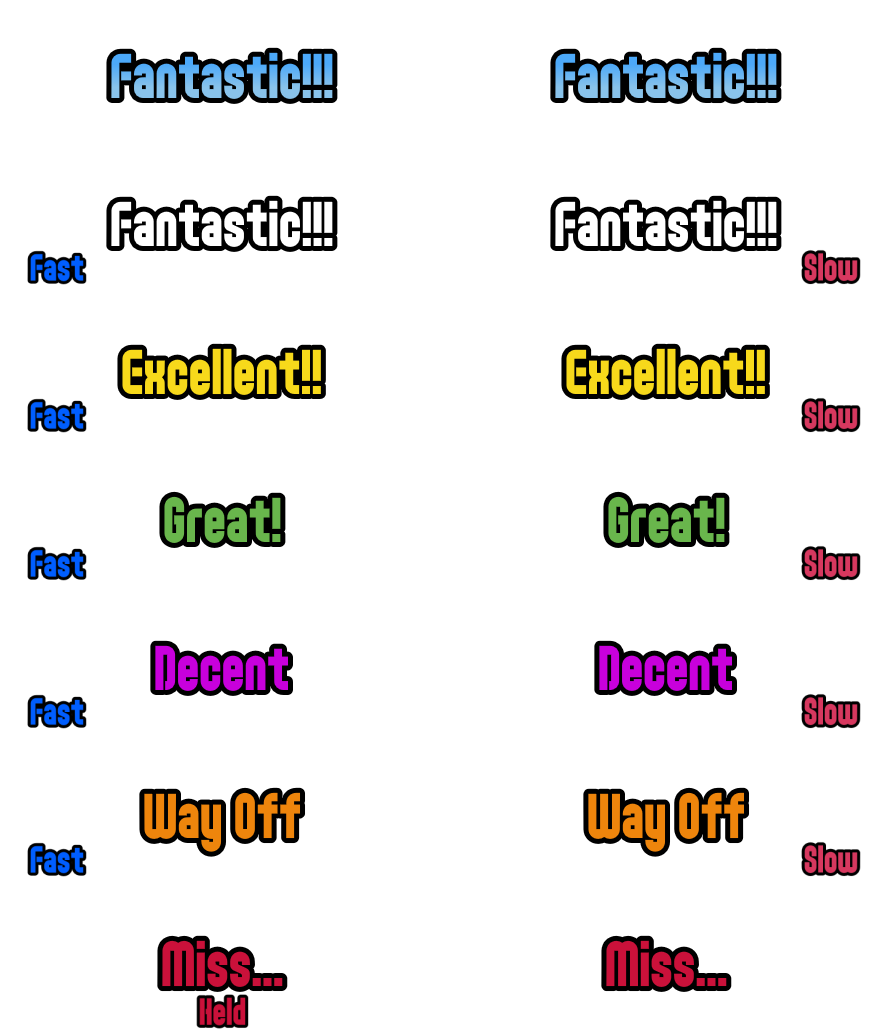 Fantastic!!! Fantastic!!!
Fantastic!!! Fantastic!!!
Fast Slow
Excellent!! Excellent!!
Fast Slow
Great! Great!
Fast Slow
Decent Decent
Fast Slow
Way Off Way Off
Fast Slow
Miss... Miss...
Held